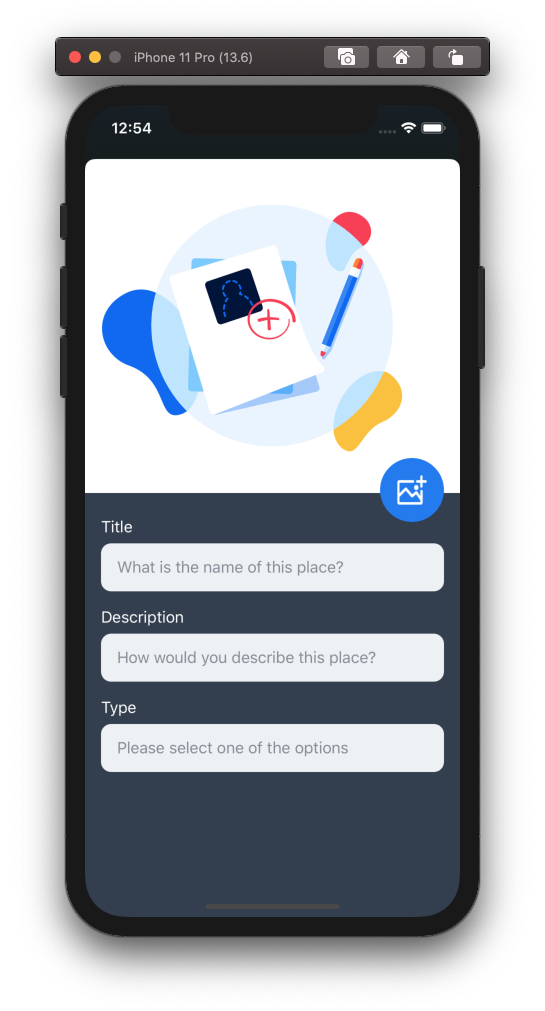 iPhone 11 Pro (13.6)
12:54
Title
What is the name of this place?
Description
How would you describe this place?
Type
Please select one of the options